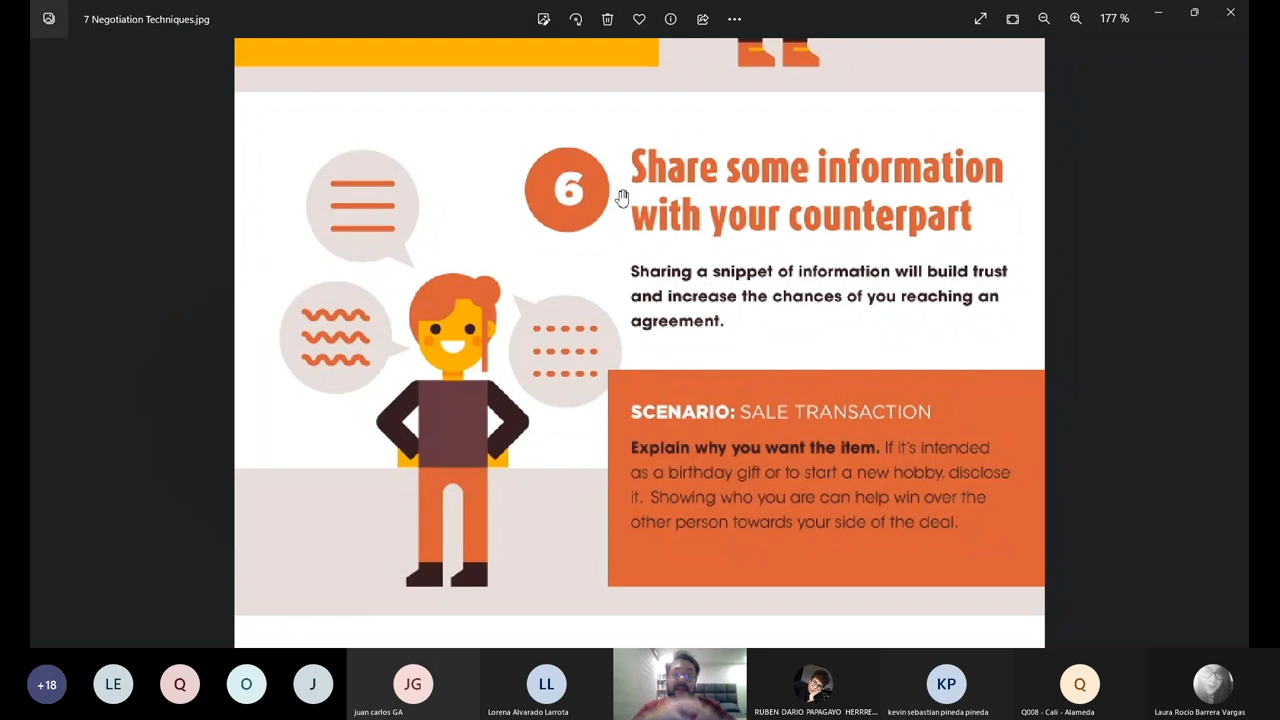 7 Negotiation Techniques.jpg
177 %
6
Share some information
with your counterpart
Sharing a snippet of information will build trust
and increase the chances of you reaching an
agreement.
SCENARIO: SALE TRANSACTION
Explain why you want the item. If it's intended
as a birthday gift or to start a new hobby, disclose
it. Showing who you are can help win over the
other person towards your side of the deal.
+18
LE
Q
O
J
JG
LL
KP
Q
juan carlos GA
Lorena Alvarado Larrota
RUBEN DARIO PAPAGAYO HERRRE...
kevin sebastian pineda pineda
Q008 - Cali - Alameda
Laura Rocio Barrera Vargas